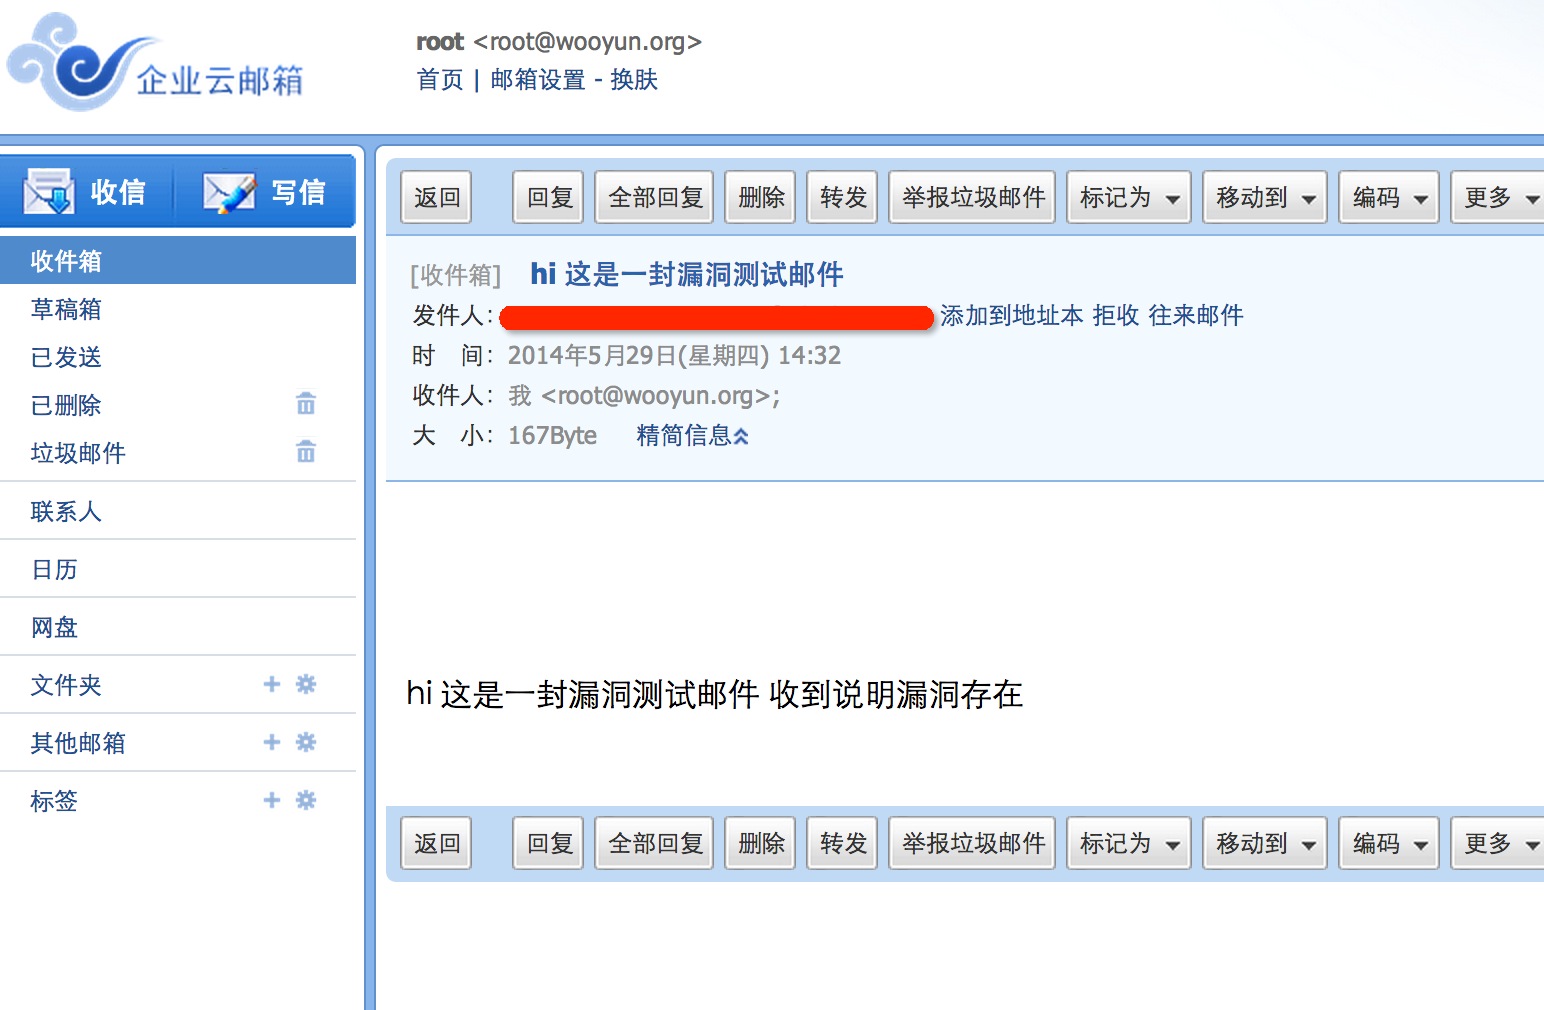 企业云邮箱
root <root@wooyun.org>
首页 | 邮箱设置 - 换肤
收信 写信
收件箱
草稿箱
已发送
已删除
垃圾邮件
联系人
日历
网盘
文件夹
其他邮箱
标签
返回 回复 全部回复 删除 转发 举报垃圾邮件 标记为 移动到 编码 更多
[收件箱] hi 这是一封漏洞测试邮件
发件人: 添加到地址本 拒收 往来邮件
时 间: 2014年5月29日(星期四) 14:32
收件人: 我 <root@wooyun.org>;
大 小: 167Byte 精简信息
hi 这是一封漏洞测试邮件 收到说明漏洞存在
返回 回复 全部回复 删除 转发 举报垃圾邮件 标记为 移动到 编码 更多